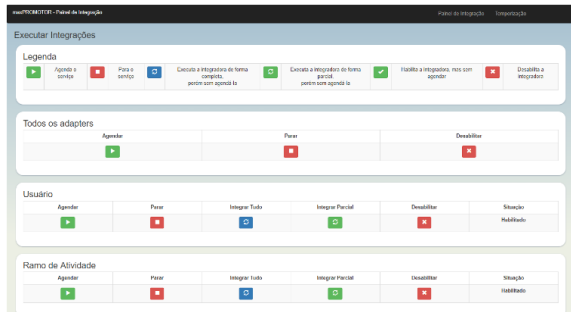 maxPROMOTOR - Painel de Integração
Painel de Integração Temporização
Executar Integrações
Legenda
Agenda o serviço
Para o serviço
Executa a integradora de forma completa, porém sem agendá la
Executa a integradora de forma parcial, porém sem agendá la
Habilita a integradora, mas sem agendar
Desabilita a integradora
Todos os adapters
Agendar Parar Desabilitar
Usuário
Agendar Parar Integrar Tudo Integrar Parcial Desabilitar Situação
Habilitado
Ramo de Atividade
Agendar Parar Integrar Tudo Integrar Parcial Desabilitar Situação
Habilitado